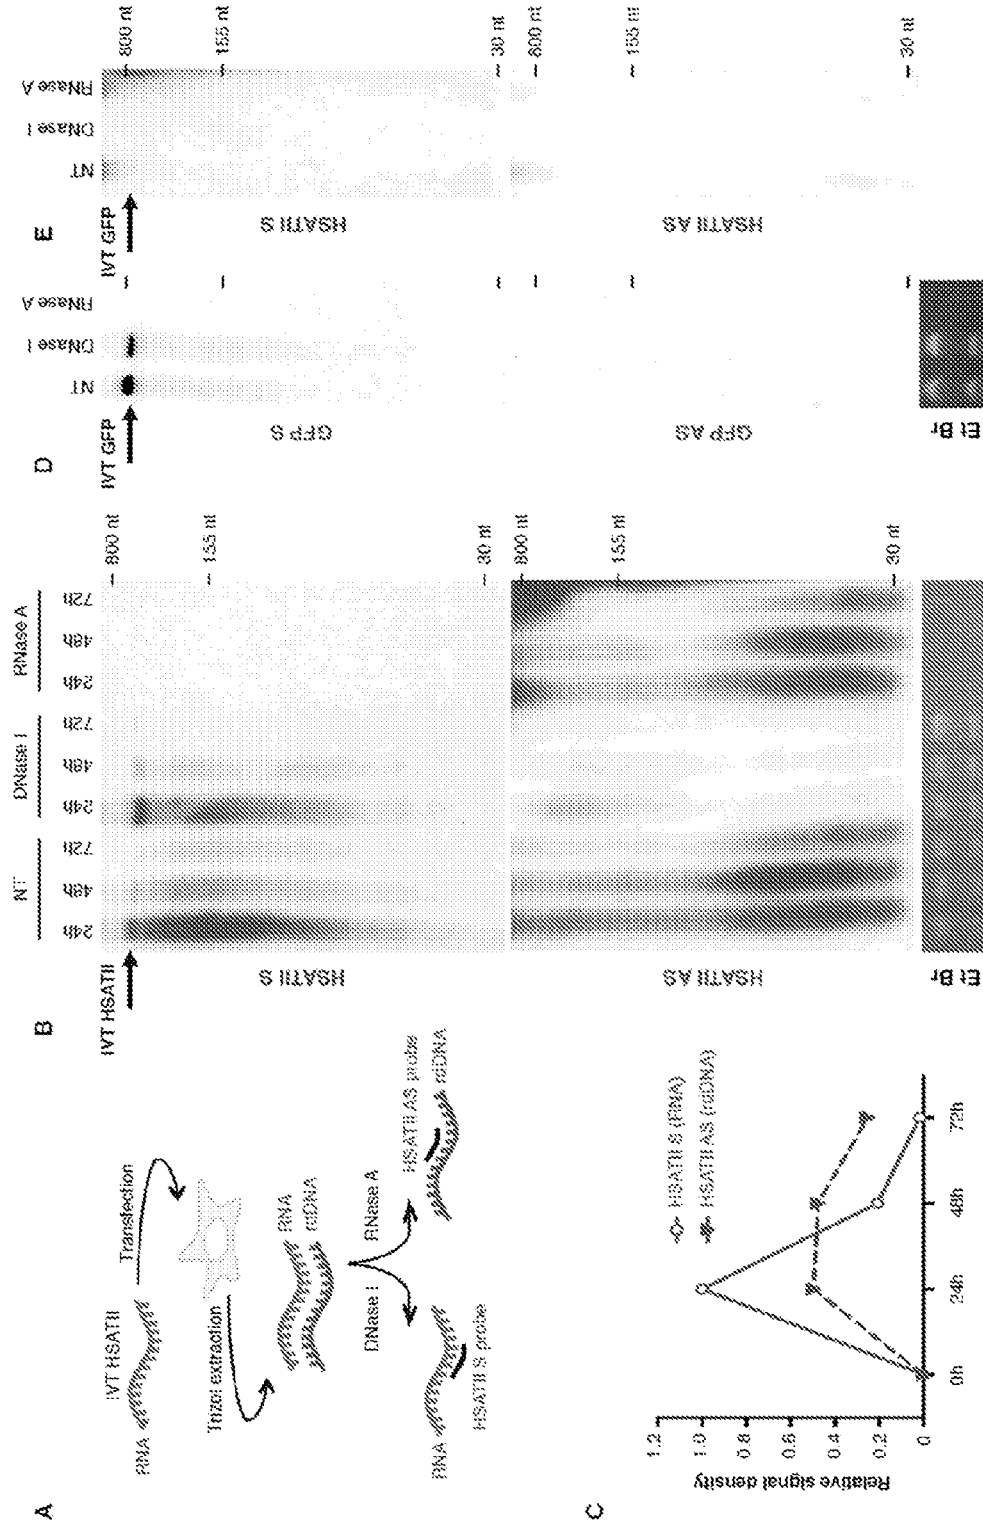 A
IVT HSATII
RNA
Transfection
Trizol extraction
RNA
rdDNA
DNase I
RNase A
RNA
HSATII S probe
HSATII AS probe
rdDNA
B
DNase I
RNase A
24h 48h 72h 24h 48h 72h 24h 48h 72h
IVT HSATII
800 nt
155 nt
30 nt
HSATII S
800 nt
155 nt
30 nt
HSATII AS
Et Br
C
Relative signal density
1.2
1.0
0.8
0.6
0.4
0.2
0
0h 24h 48h 72h
HSATII S (RNA)
HSATII AS (rdDNA)
D
NT DNase I RNase A
IVT GFP
GFP S
GFP AS
Et Br
E
NT DNase I RNase A
IVT GFP
800 nt
155 nt
30 nt
HSATII S
800 nt
155 nt
30 nt
HSATII AS